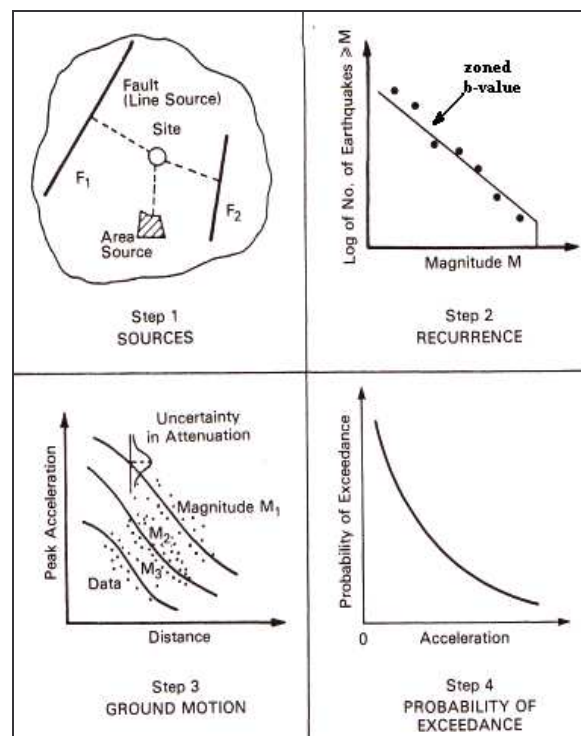 Fault
(Line Source)
Site
F1
F2
Area
Source
Step 1
SOURCES
Log of No. of Earthquakes ⩾ M
zoned
b-value
Magnitude M
Step 2
RECURRENCE
Peak Acceleration
Uncertainty
in Attenuation
Magnitude M1
M2
M3
Data
Distance
Step 3
GROUND MOTION
Probability of Exceedance
0
Acceleration
Step 4
PROBABILITY OF
EXCEEDANCE